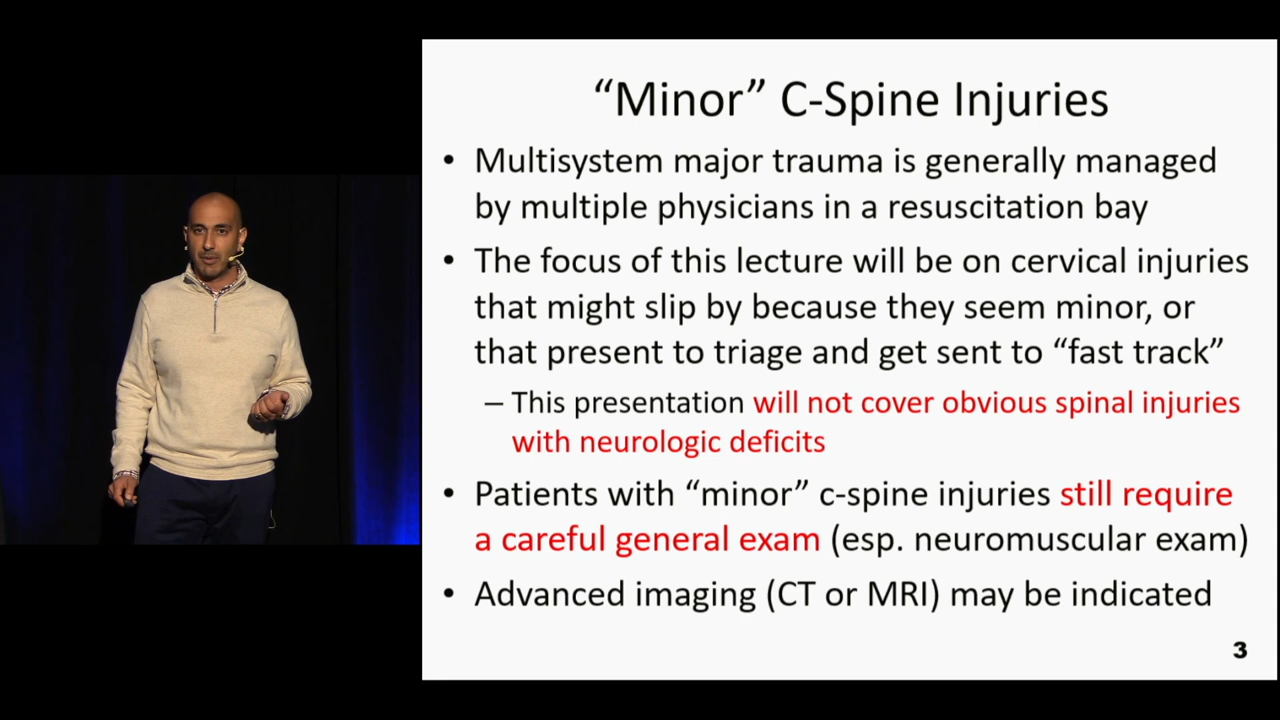 “Minor” C-Spine Injuries
• Multisystem major trauma is generally managed
by multiple physicians in a resuscitation bay
• The focus of this lecture will be on cervical injuries
that might slip by because they seem minor, or
that present to triage and get sent to “fast track”
– This presentation will not cover obvious spinal injuries
with neurologic deficits
• Patients with “minor” c-spine injuries still require
a careful general exam (esp. neuromuscular exam)
• Advanced imaging (CT or MRI) may be indicated
3